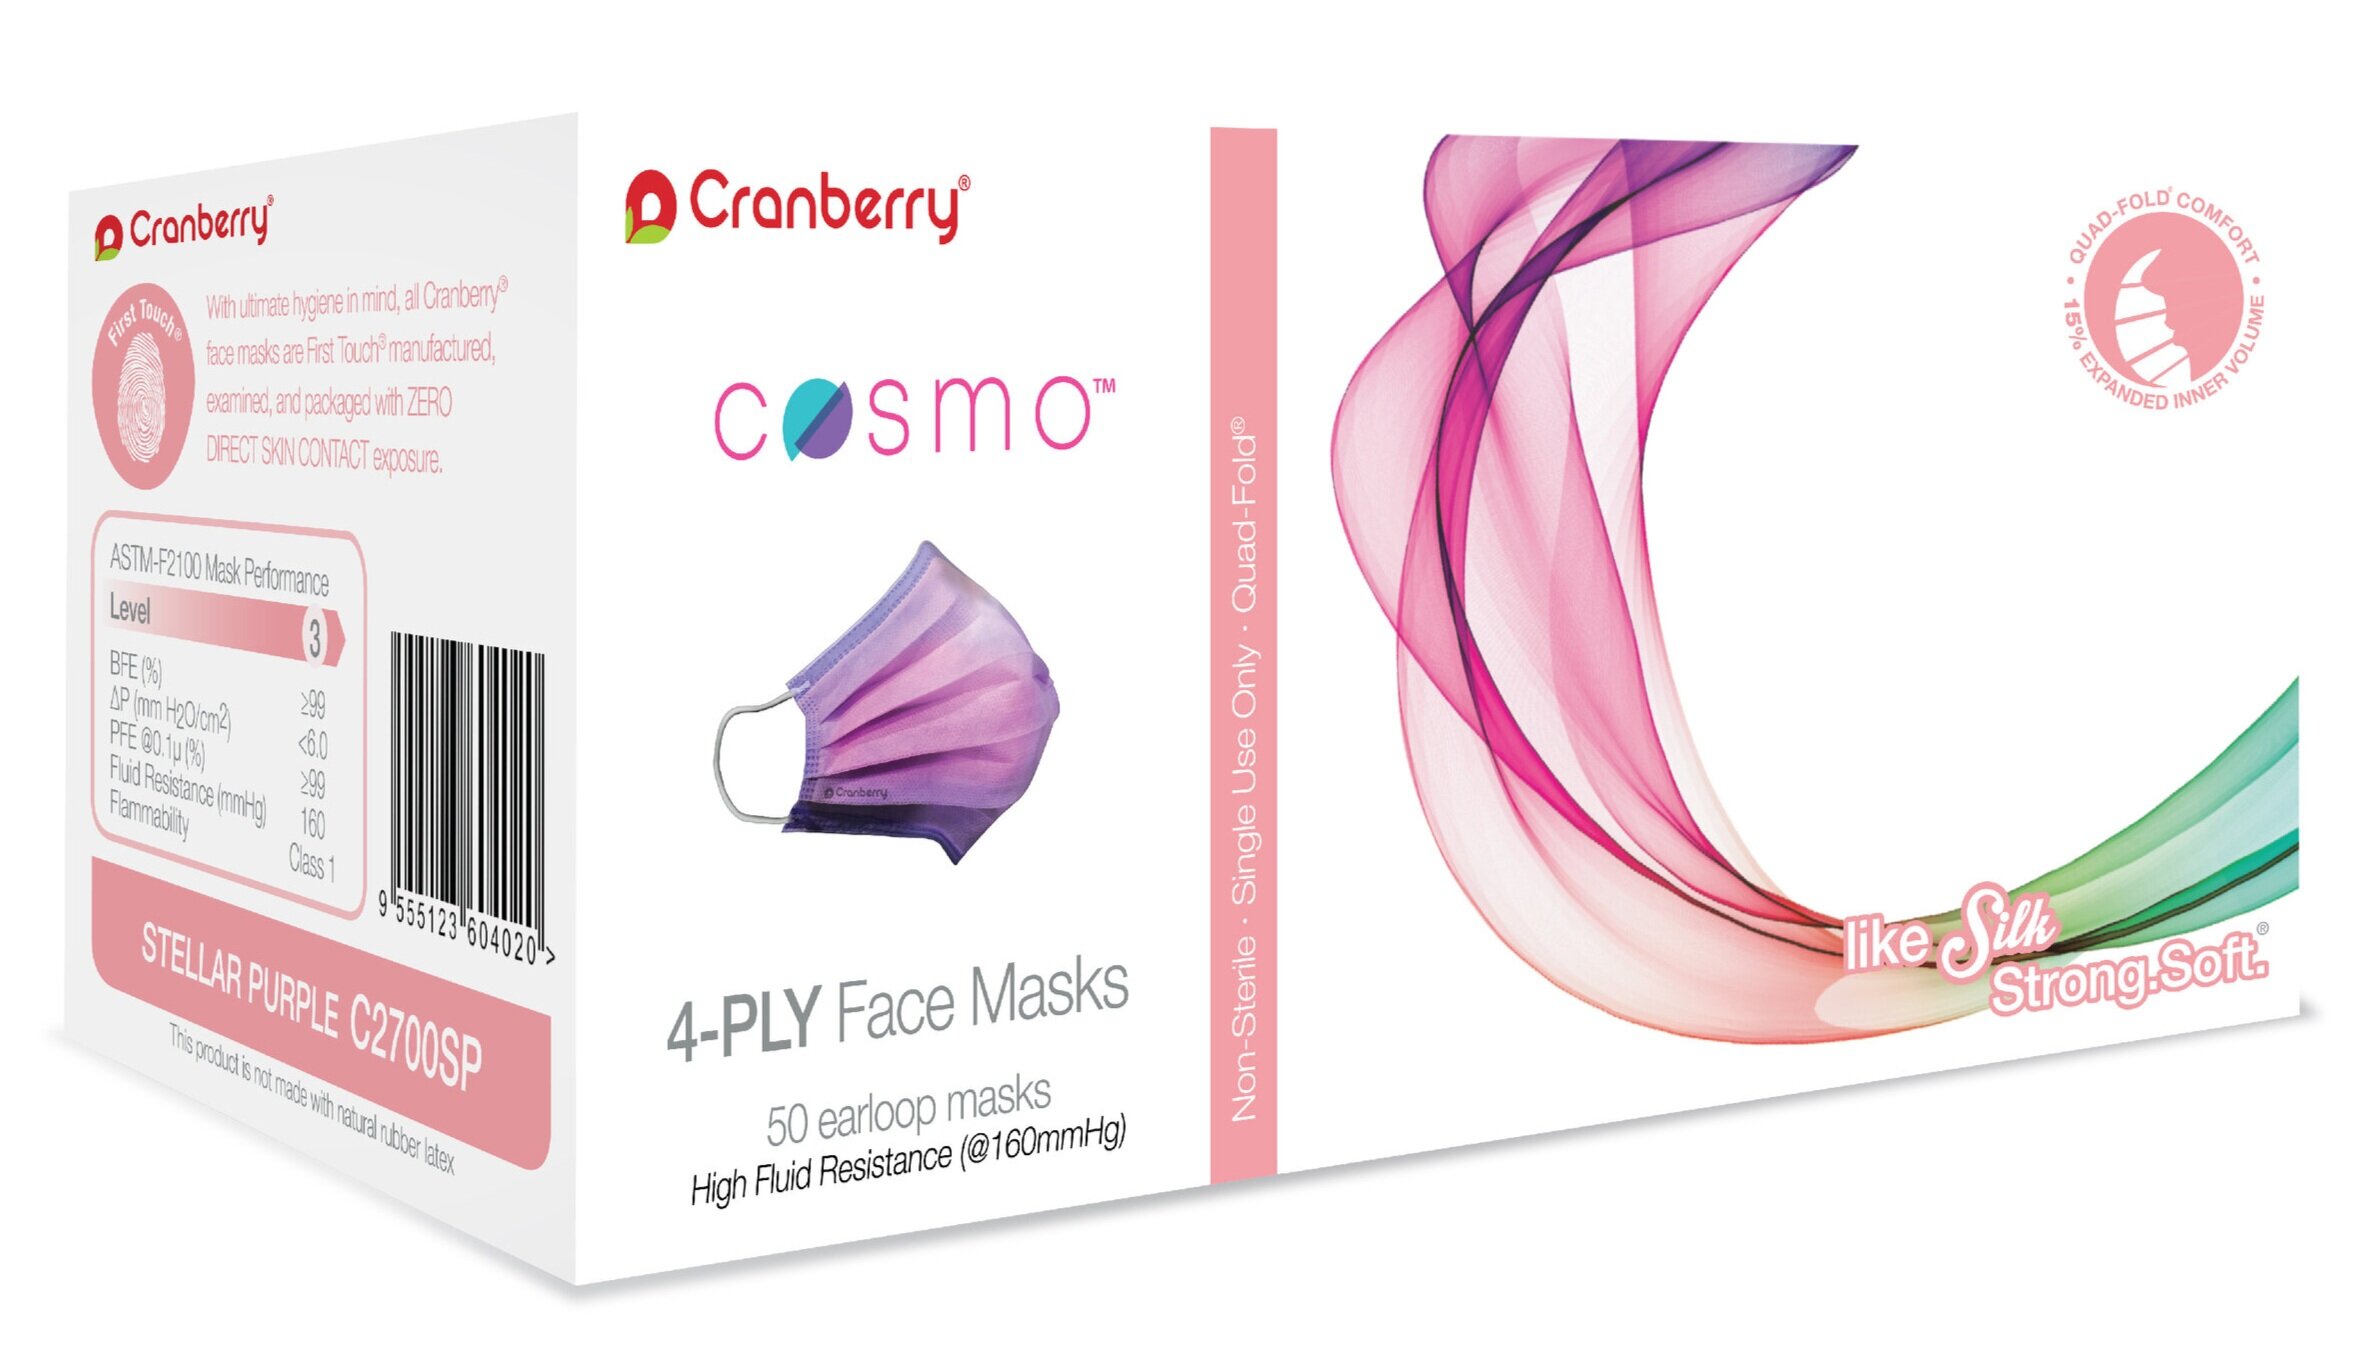 Cranberry®
First Touch®
With ultimate hygiene in mind, all Cranberry®
face masks are First Touch® manufactured,
examined, and packaged with ZERO
DIRECT SKIN CONTACT exposure.
ASTM-F2100 Mask Performance
Level 3
BFE (%) ≥99
ΔP (mm H2O/cm2) <6.0
PFE @0.1µ (%) ≥99
Fluid Resistance (mmHg) 160
Flammability Class 1
9 555123 604020 >
STELLAR PURPLE C2700SP
This product is not made with natural rubber latex
Cranberry®
cosmo™
Cranberry
4-PLY Face Masks
50 earloop masks
High Fluid Resistance (@160mmHg)
Non-Sterile · Single Use Only · Quad-Fold®
• QUAD-FOLD® COMFORT •
15% EXPANDED INNER VOLUME
like Silk
Strong.Soft.®